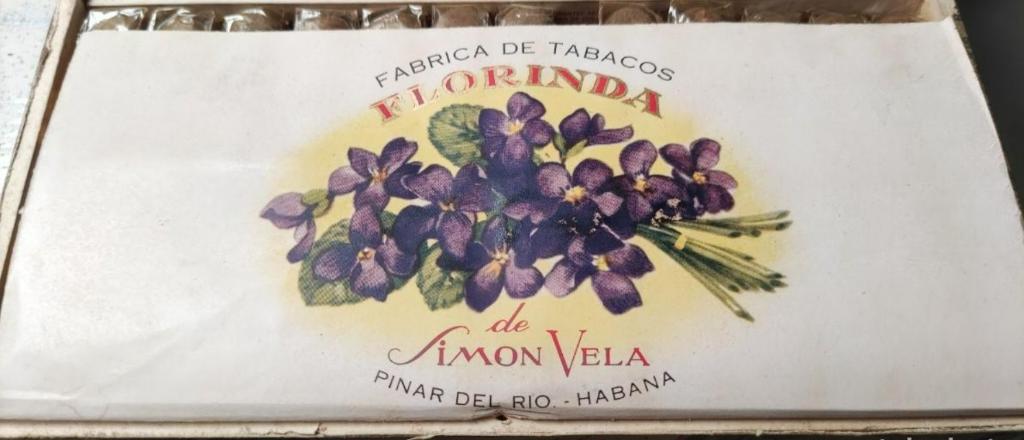 FABRICA DE TABACOS
FLORINDA
de
SIMON VELA
PINAR DEL RIO. - HABANA